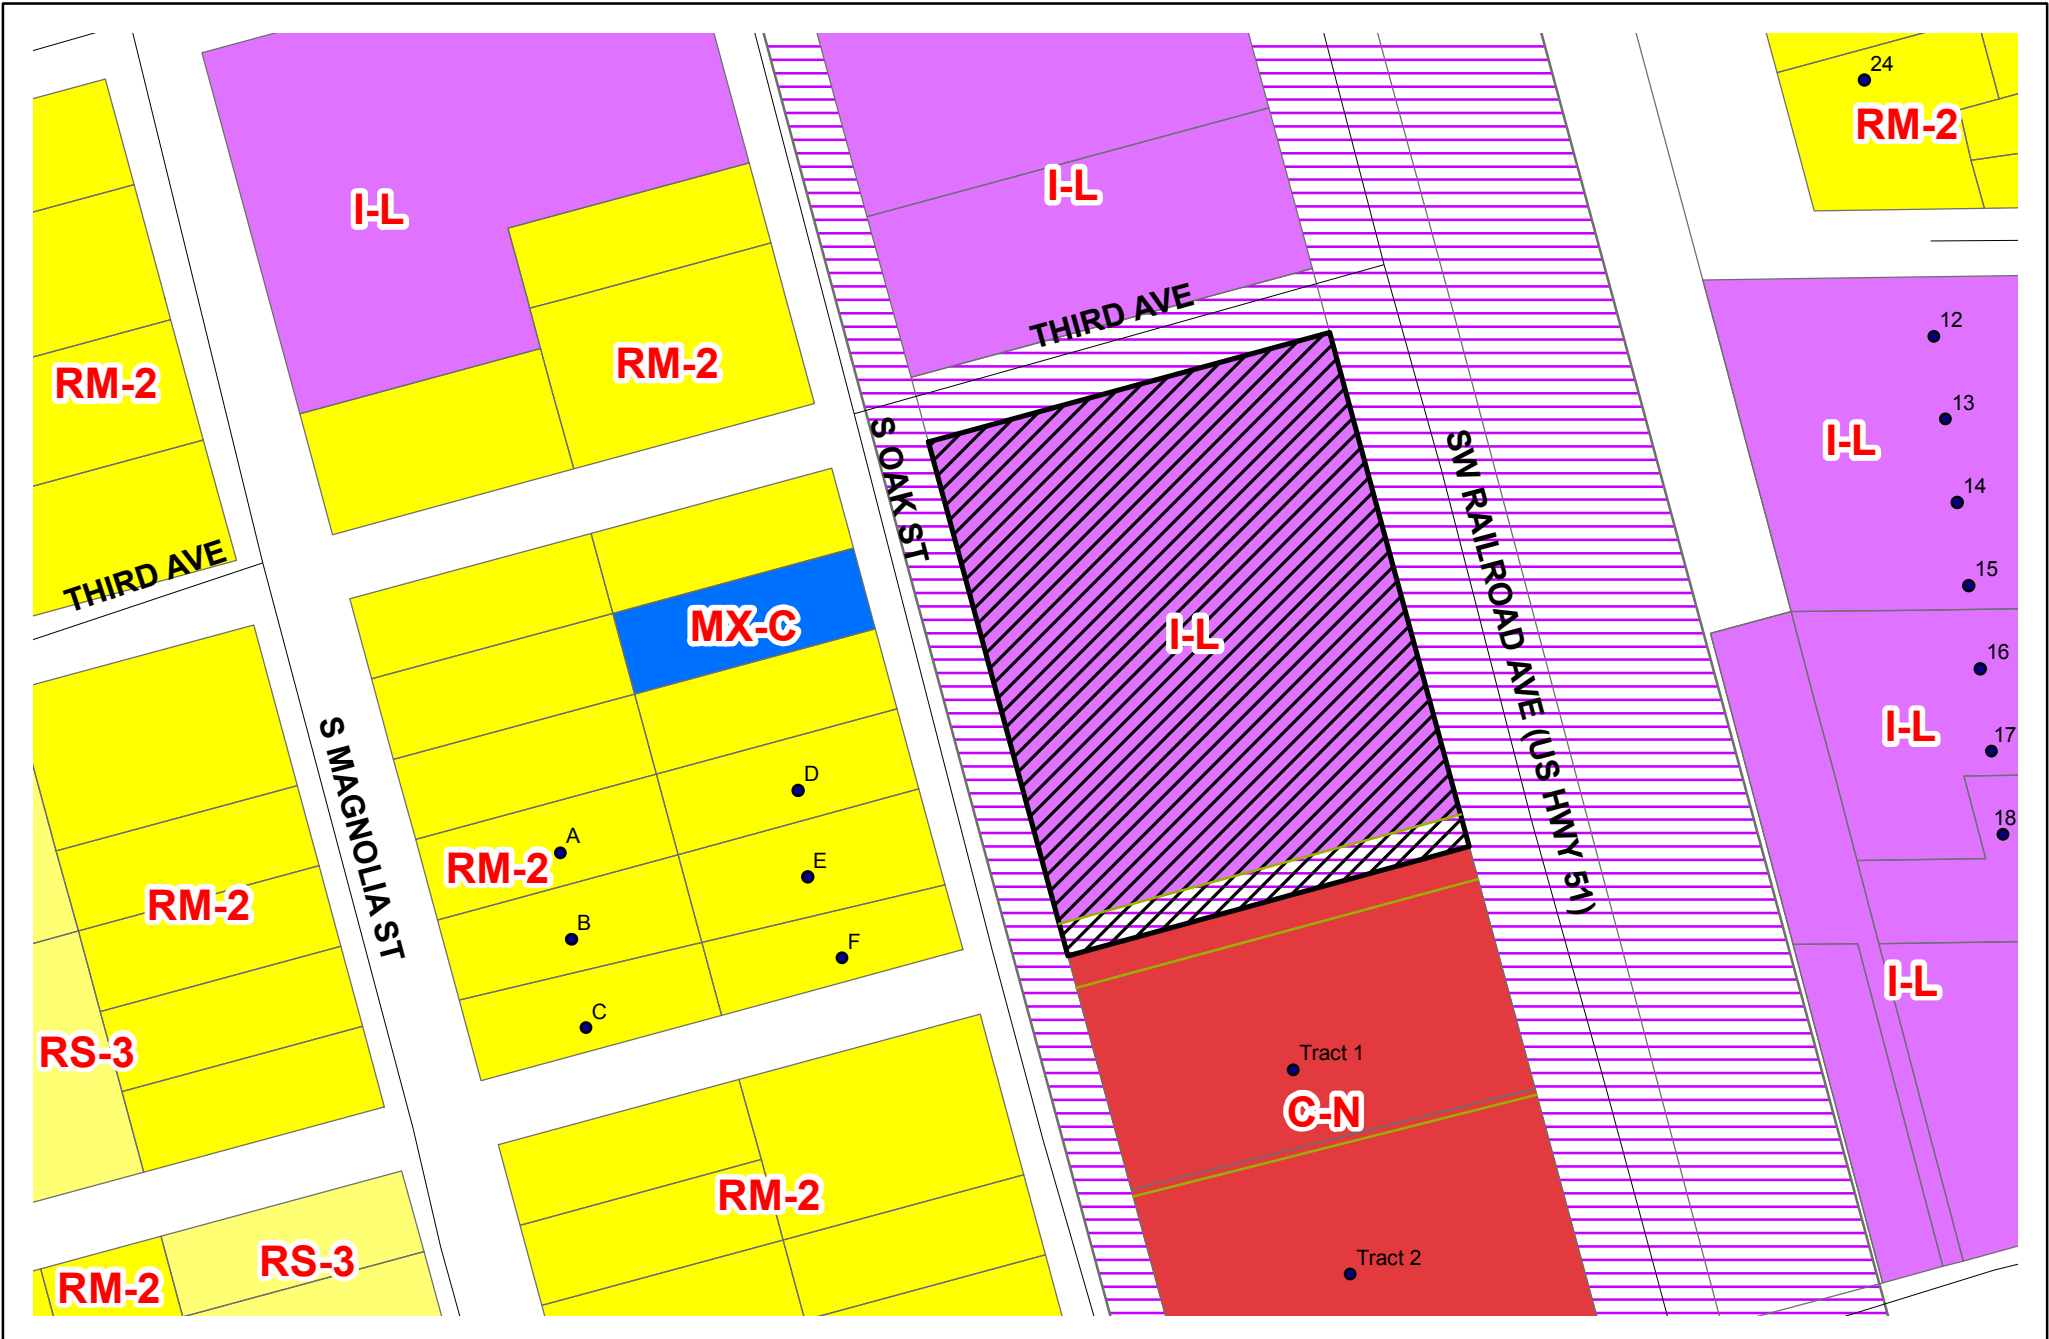 24
RM-2
I-L
I-L
THIRD AVE
12
RM-2
RM-2
13
I-L
S OAK ST
SW RAILROAD AVE (US HWY 51)
14
THIRD AVE
15
MX-C
I-L
16
S MAGNOLIA ST
I-L
17
D
18
A
RM-2
E
RM-2
B
F
I-L
C
RS-3
Tract 1
C-N
RM-2
RS-3
Tract 2
RM-2